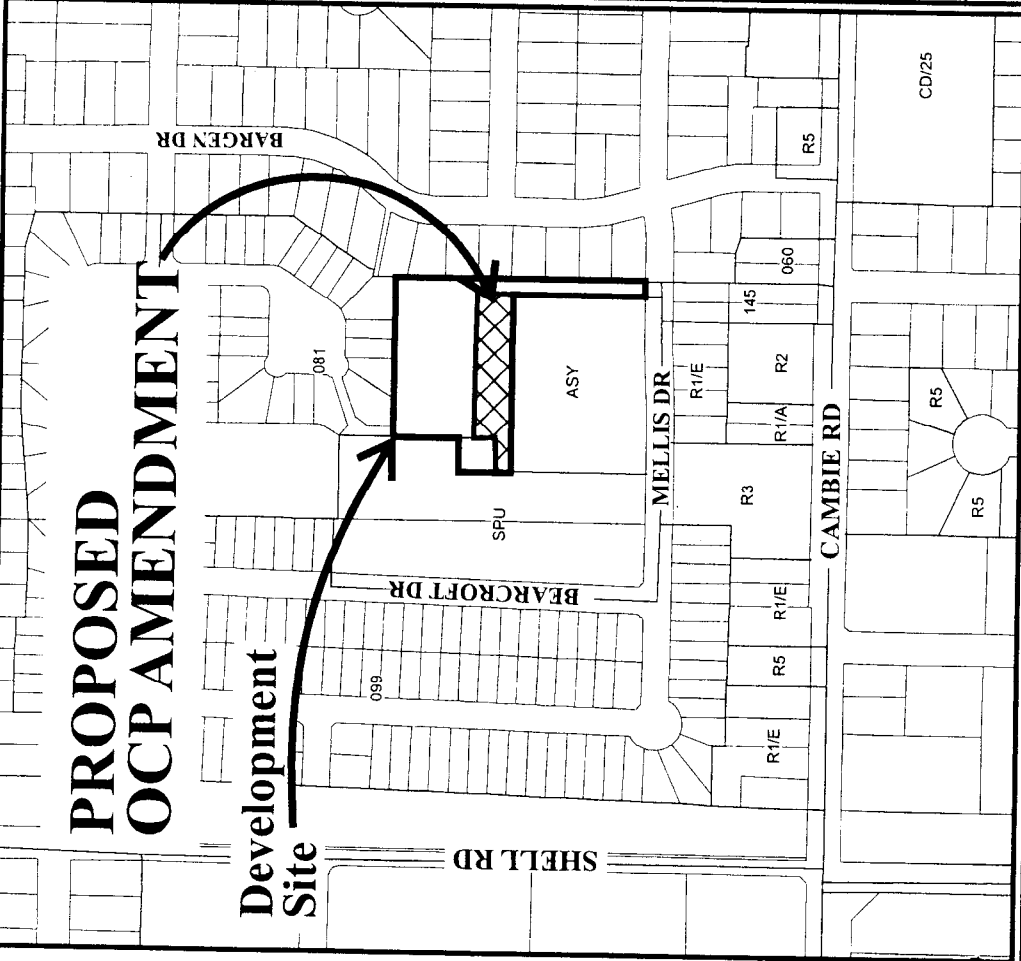 PROPOSED
OCP AMENDMENT
Development
Site
BARGEN DR
CD/25
R5
081
060
145
ASY
R1/E
R2
MELLIS DR
R1/A
R5
CAMBIE RD
SPU
R3
R5
BEARCROFT DR
R1/E
099
R5
R1/E
SHELL RD